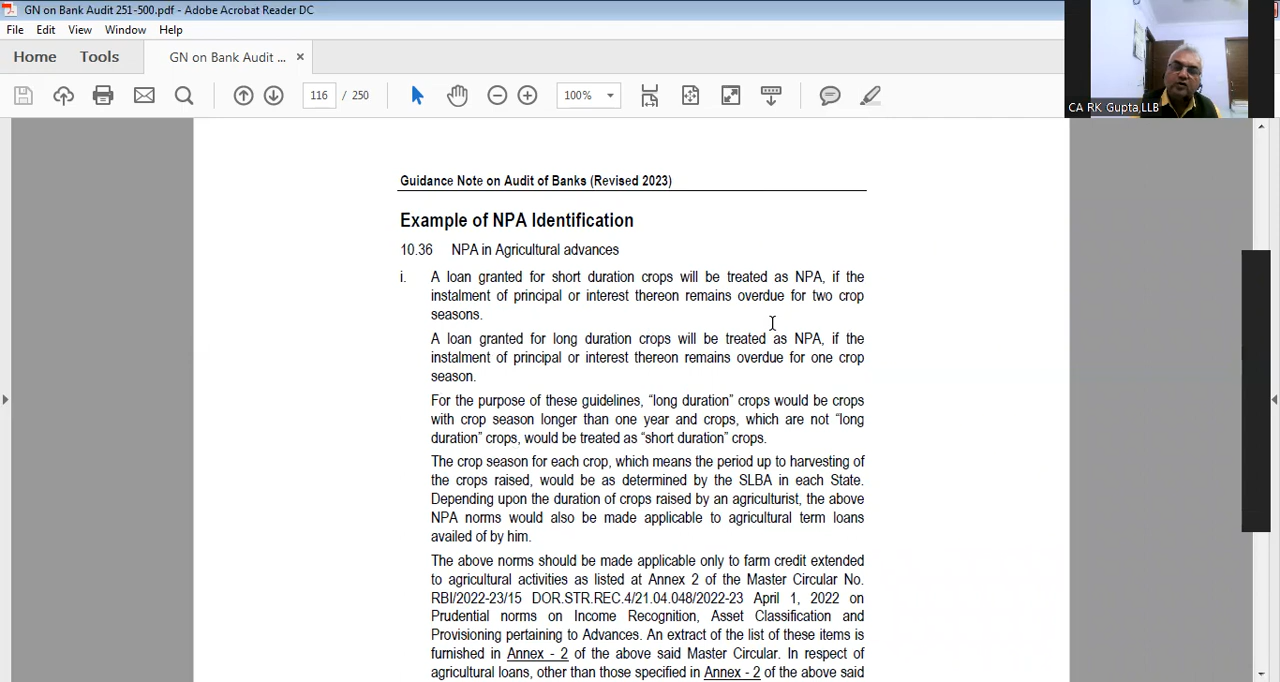 GN on Bank Audit 251-500.pdf - Adobe Acrobat Reader DC
File Edit View Window Help
Home Tools GN on Bank Audit ... ×
116 / 250 100%
CA RK Gupta,LLB
Guidance Note on Audit of Banks (Revised 2023)
Example of NPA Identification
10.36 NPA in Agricultural advances
i. A loan granted for short duration crops will be treated as NPA, if the
instalment of principal or interest thereon remains overdue for two crop
seasons.
A loan granted for long duration crops will be treated as NPA, if the
instalment of principal or interest thereon remains overdue for one crop
season.
For the purpose of these guidelines, “long duration” crops would be crops
with crop season longer than one year and crops, which are not “long
duration” crops, would be treated as “short duration” crops.
The crop season for each crop, which means the period up to harvesting of
the crops raised, would be as determined by the SLBA in each State.
Depending upon the duration of crops raised by an agriculturist, the above
NPA norms would also be made applicable to agricultural term loans
availed of by him.
The above norms should be made applicable only to farm credit extended
to agricultural activities as listed at Annex 2 of the Master Circular No.
RBI/2022-23/15 DOR.STR.REC.4/21.04.048/2022-23 April 1, 2022 on
Prudential norms on Income Recognition, Asset Classification and
Provisioning pertaining to Advances. An extract of the list of these items is
furnished in Annex - 2 of the above said Master Circular. In respect of
agricultural loans, other than those specified in Annex - 2 of the above said